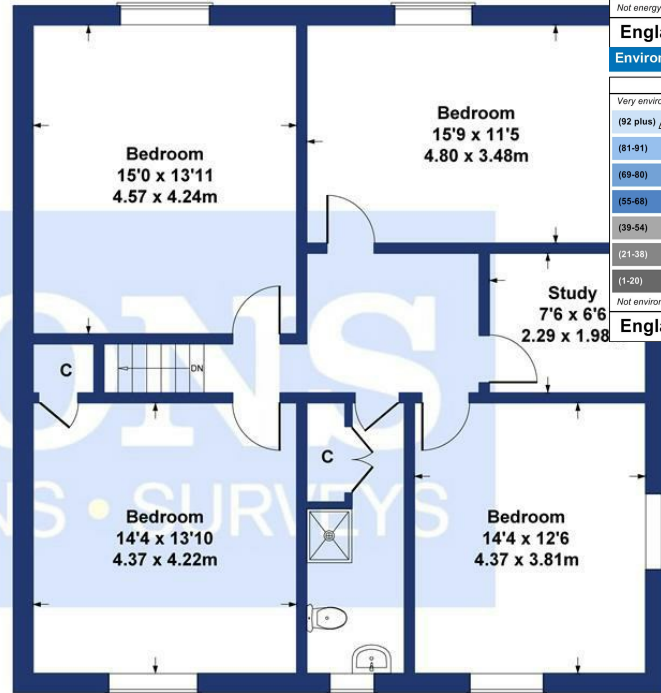 Bedroom
15'0 x 13'11
4.57 x 4.24m
Bedroom
15'9 x 11'5
4.80 x 3.48m
Not energy
Engla
Environ
Very enviro
(92 plus)
(81-91)
(69-80)
(55-68)
(39-54)
(21-38)
(1-20)
Not environ
Engla
Study
7'6 x 6'6
2.29 x 1.98
C
DN
ONS
NS • SURVEYS
C
Bedroom
14'4 x 13'10
4.37 x 4.22m
Bedroom
14'4 x 12'6
4.37 x 3.81m